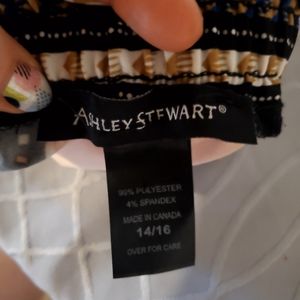 ASHLEY STEWART®
96% POLYESTER
4% SPANDEX
MADE IN CANADA
14/16
OVER FOR CARE